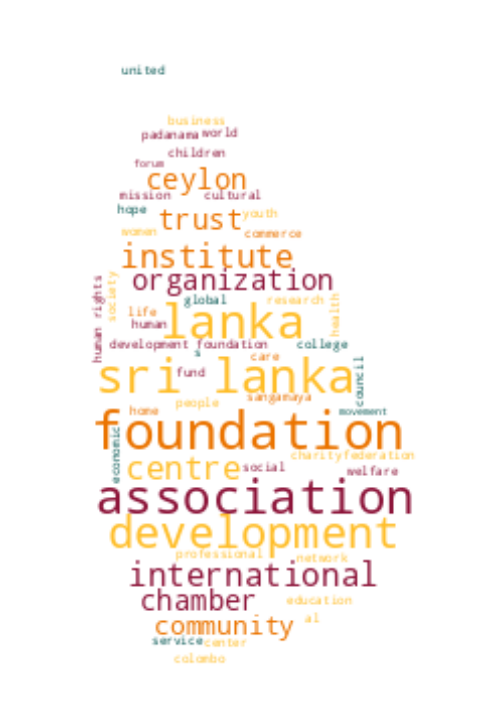 united
business
padanama world
children
forum
ceylon
mission cultural
hope trust youth
women commerce
institute
organization
human rights society global research health
life
human lanka
development foundation college
s
care
sri lanka fund council
sangamaya
home people movement
foundation
economic
charity federation
centre social welfare
association
development
professional network
international
chamber education
community al
service center
colombo